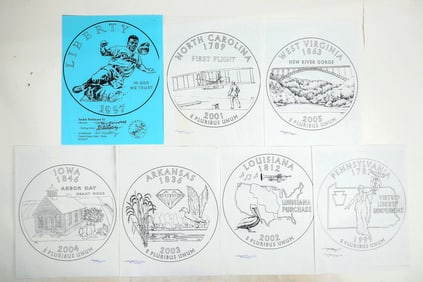 LIBERTY
IN GOD
WE TRUST
1997
NORTH CAROLINA
1789
FIRST FLIGHT
2001
E PLURIBUS UNUM
WEST VIRGINIA
1863
NEW RIVER GORGE
2005
E PLURIBUS UNUM
IOWA
1846
ARBOR DAY
GRANT WOOD
2004
E PLURIBUS UNUM
ARKANSAS
1836
2003
E PLURIBUS UNUM
LOUISIANA
1812
LOUISIANA
PURCHASE
2002
E PLURIBUS UNUM
PENNSYLVANIA
1787
VIRTUE
LIBERTY
INDEPENDENCE
1999
E PLURIBUS UNUM